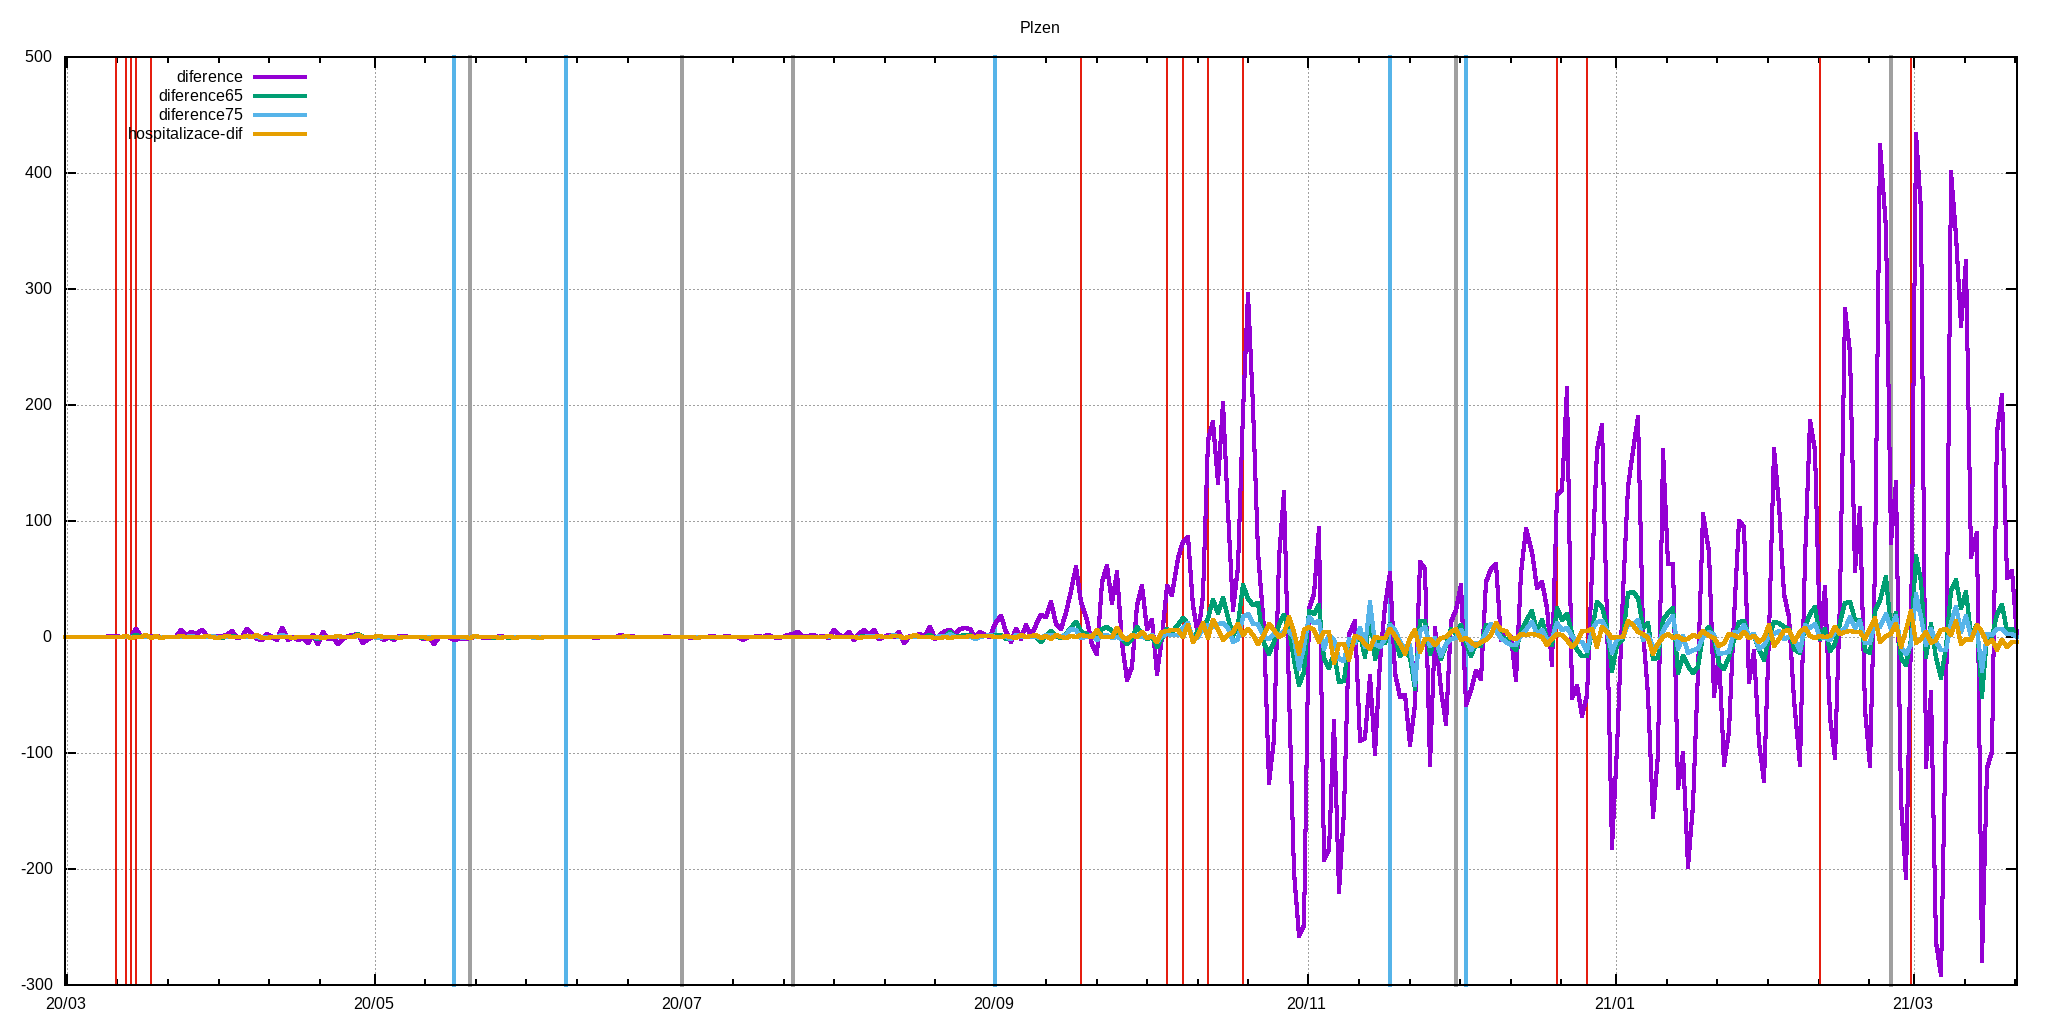 Plzen
500
diference
diference65
diference75
hospitalizace-dif
400
300
200
100
0
-100
-200
-300
20/03 20/05 20/07 20/09 20/11 21/01 21/03